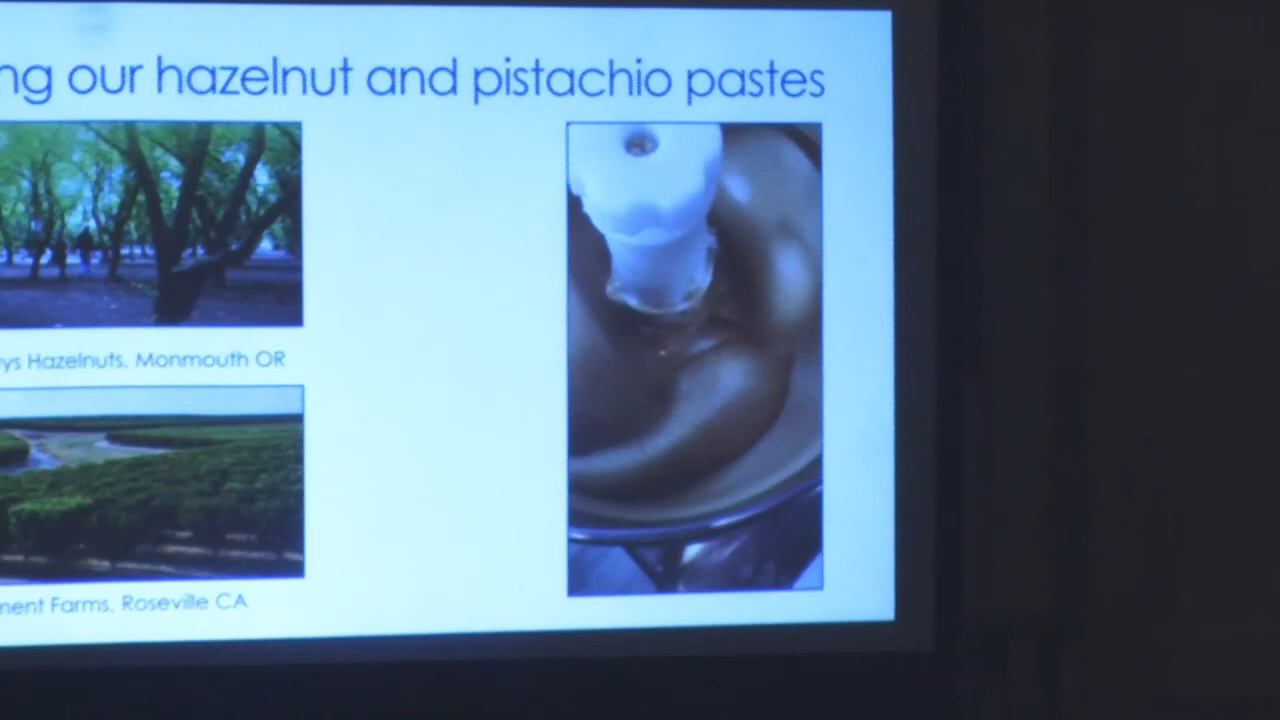 ng our hazelnut and pistachio pastes
ys Hazelnuts, Monmouth OR
ment Farms, Roseville CA